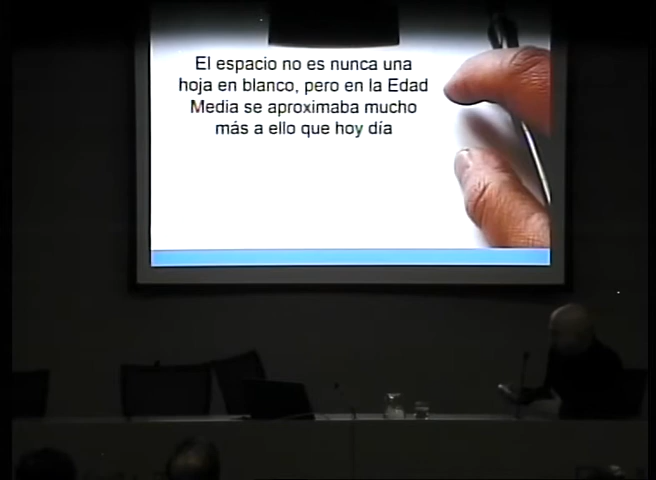 El espacio no es nunca una
hoja en blanco, pero en la Edad
Media se aproximaba mucho
más a ello que hoy día